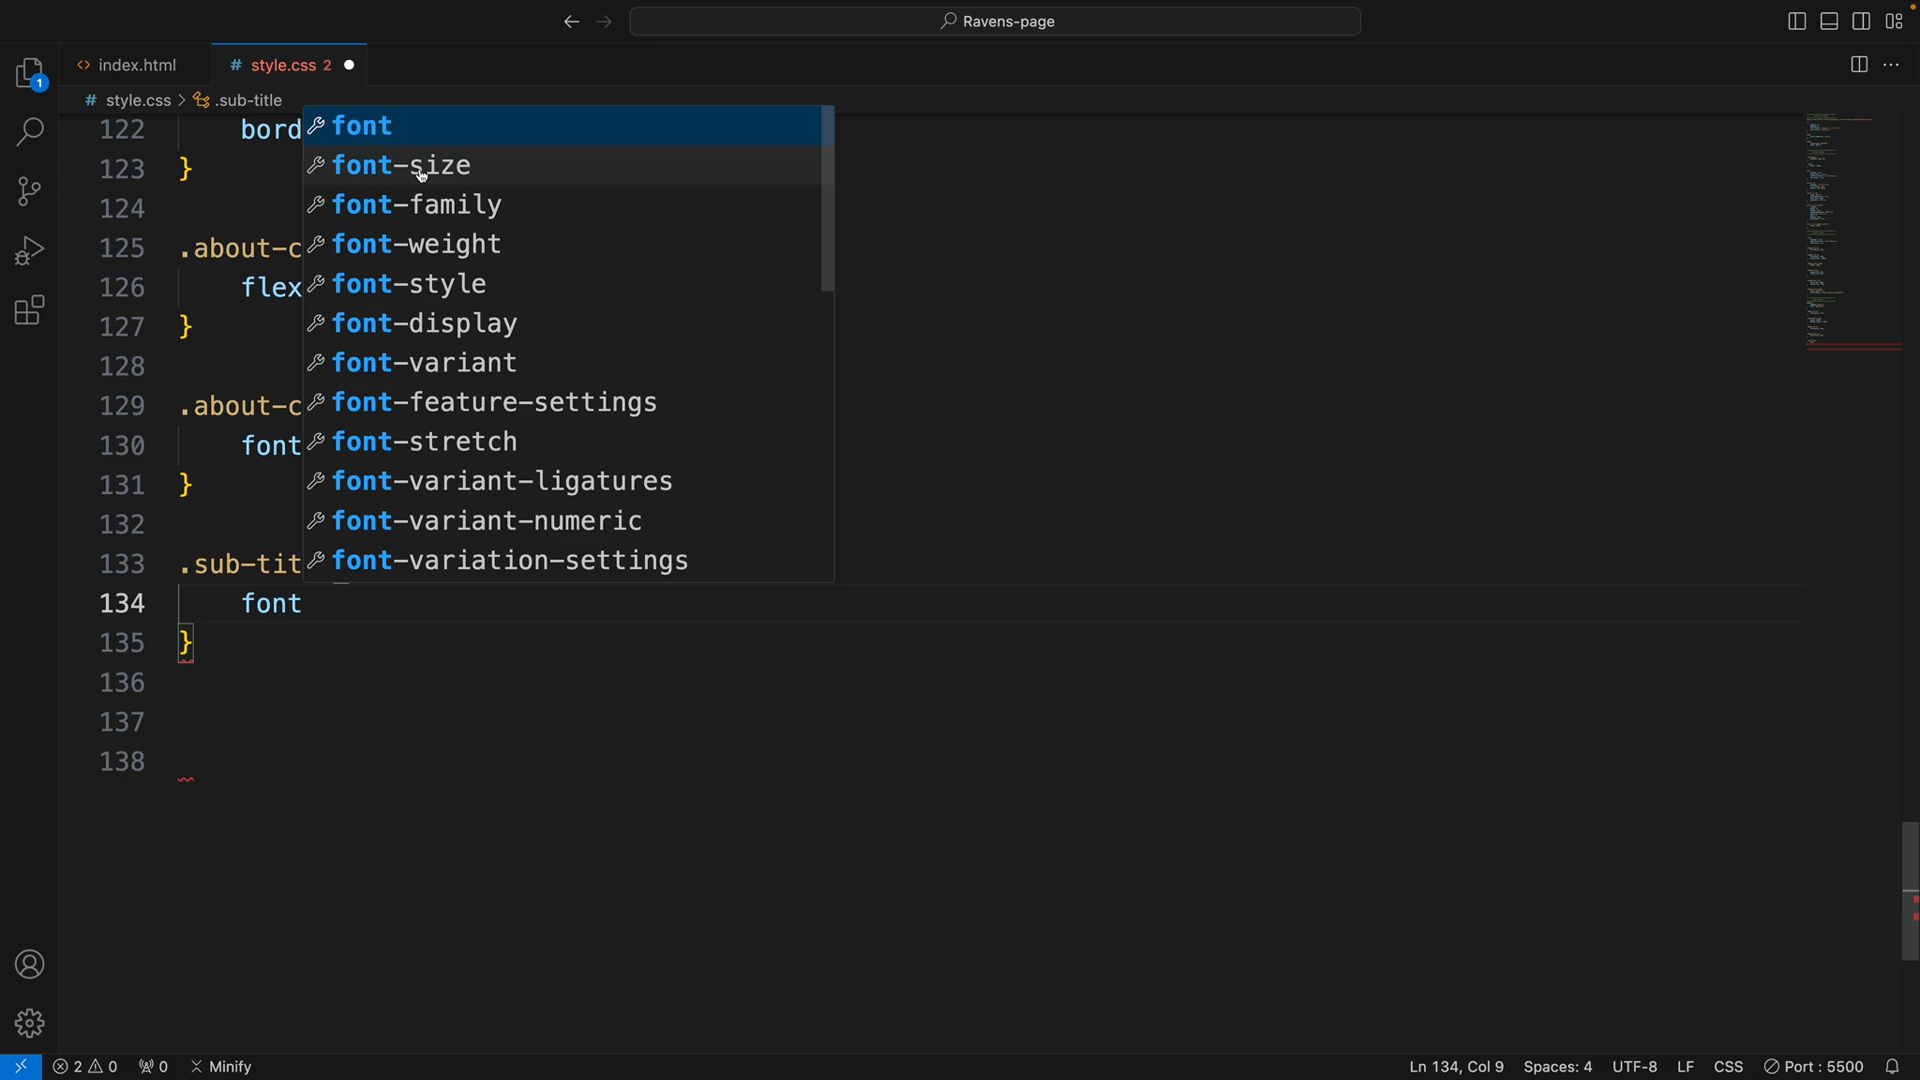 Ravens-page
index.html
style.css 2
style.css > .sub-title
122 bord
123 }
124
125 .about-c
126 flex
127 }
128
129 .about-c
130 font
131 }
132
133 .sub-tit
134 font
135 }
136
137
138
font
font-size
font-family
font-weight
font-style
font-display
font-variant
font-feature-settings
font-stretch
font-variant-ligatures
font-variant-numeric
font-variation-settings
1
2 0 0 Minify Ln 134, Col 9 Spaces: 4 UTF-8 LF CSS Port : 5500